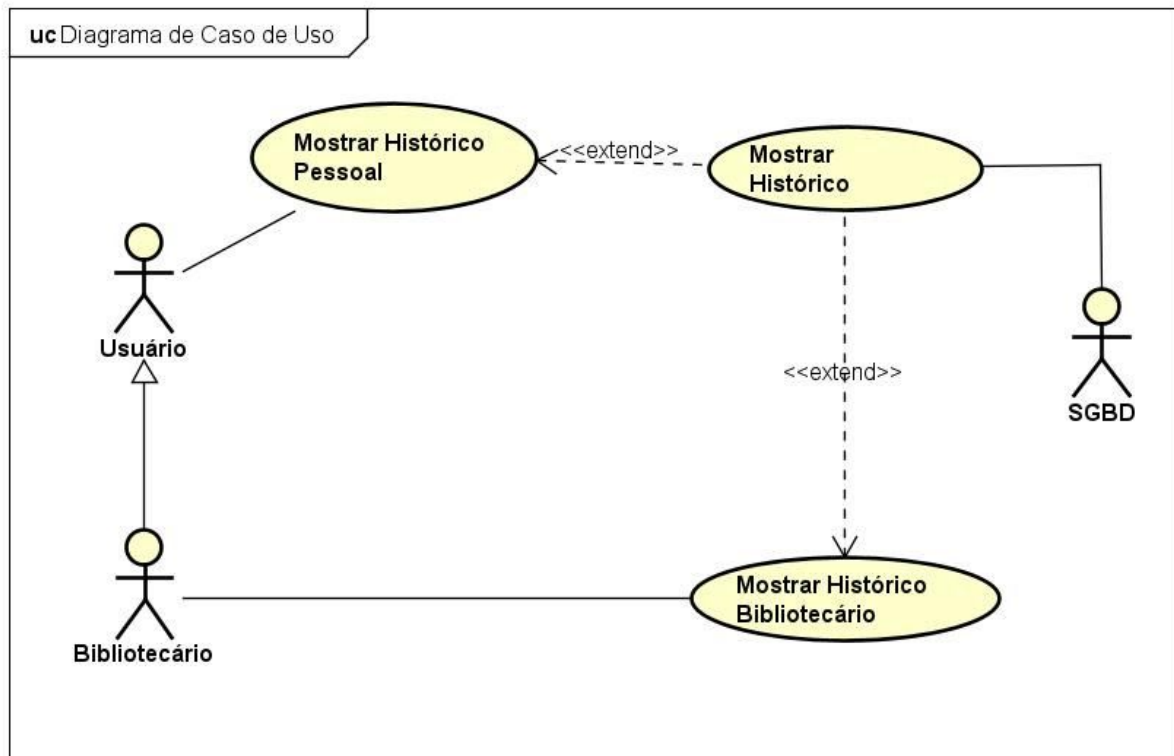 uc Diagrama de Caso de Uso
Mostrar Histórico
Pessoal
<<extend>>
Mostrar
Histórico
Usuário
<<extend>>
SGBD
Mostrar Histórico
Bibliotecário
Bibliotecário